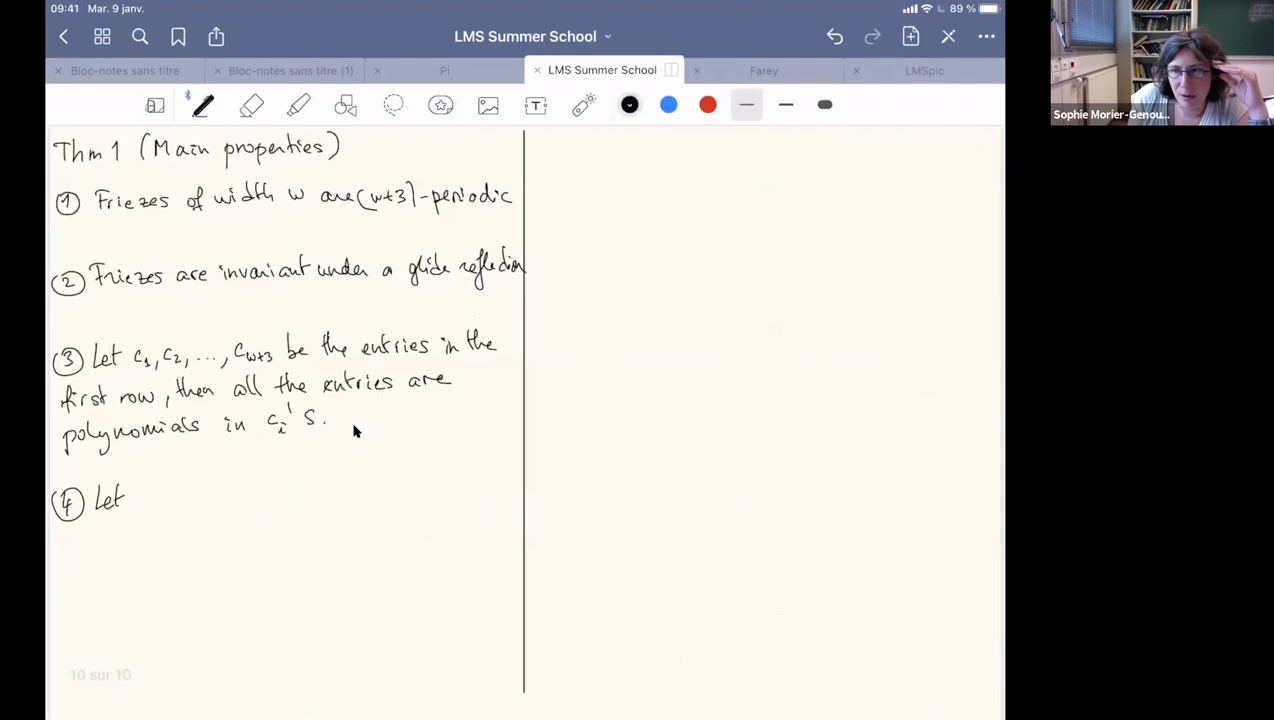 09:41 Mar. 9 janv.
89 %
LMS Summer School
Bloc-notes sans titre
Bloc-notes sans titre (1)
Pi
LMS Summer School
Farey
LMSpic
Sophie Morier-Genou...
Thm 1 (Main properties)
① Friezes of width w are (w+3)-periodic
② Friezes are invariant under a glide reflection
③ Let c₁, c₂, ..., c_w+3 be the entries in the
first row, then all the entries are
polynomials in cᵢ's.
④ Let
10 sur 10